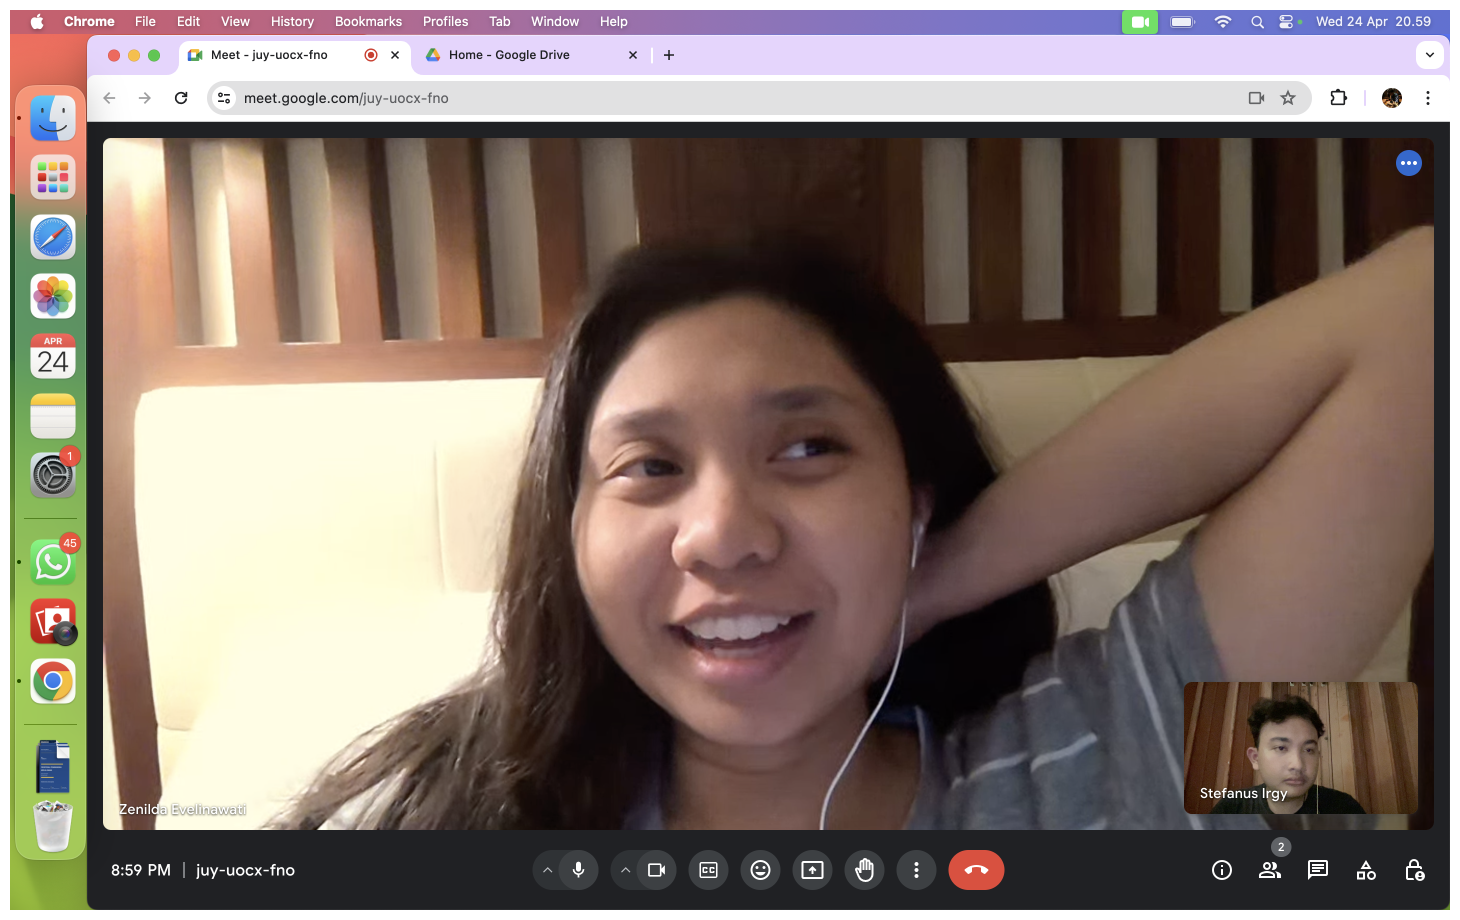 Chrome File Edit View History Bookmarks Profiles Tab Window Help Wed 24 Apr 20.59
Meet - juy-uocx-fno Home - Google Drive
meet.google.com/juy-uocx-fno
APR
24
1
45
Zenilda Evelinawati
Stefanus Irgy
8:59 PM | juy-uocx-fno
CC
2